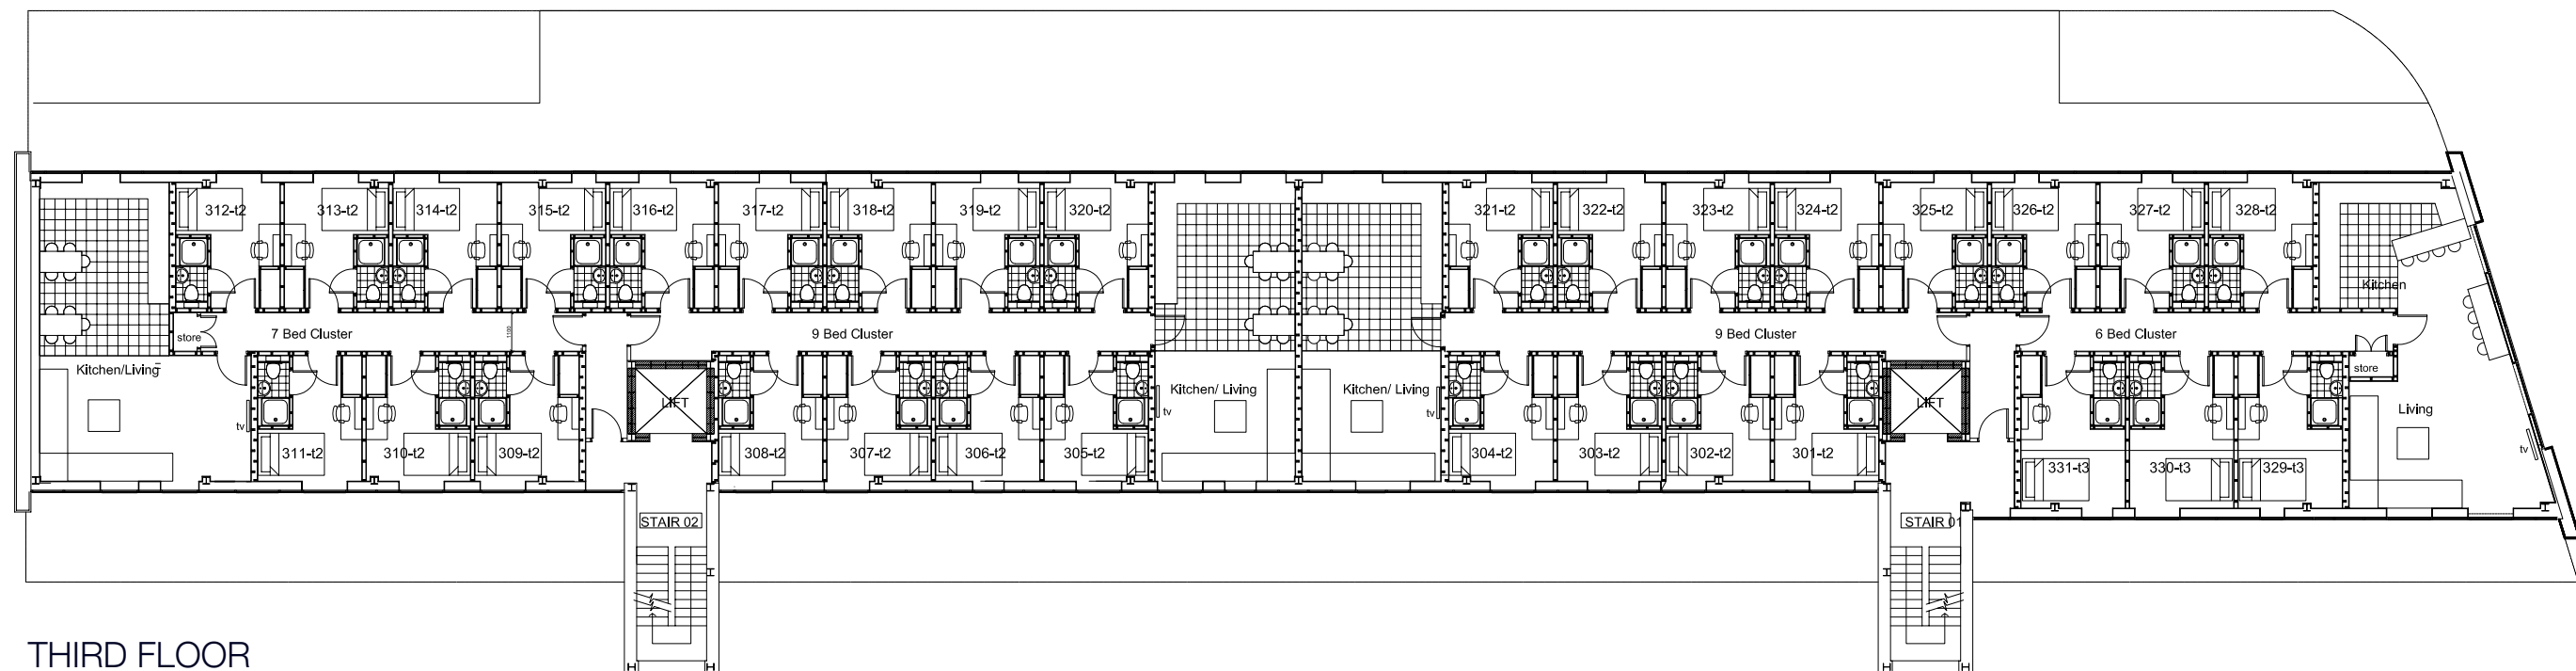 312-t2
313-t2
314-t2
315-t2
316-t2
317-t2
318-t2
319-t2
320-t2
321-t2
322-t2
323-t2
324-t2
325-t2
326-t2
327-t2
328-t2
Kitchen
store
7 Bed Cluster
1100
9 Bed Cluster
9 Bed Cluster
6 Bed Cluster
Kitchen/Living
Kitchen/ Living
Kitchen/ Living
store
LIFT
LIFT
Living
tv
tv
tv
tv
311-t2
310-t2
309-t2
308-t2
307-t2
306-t2
305-t2
304-t2
303-t2
302-t2
301-t2
331-t3
330-t3
329-t3
STAIR 02
STAIR 01
THIRD FLOOR